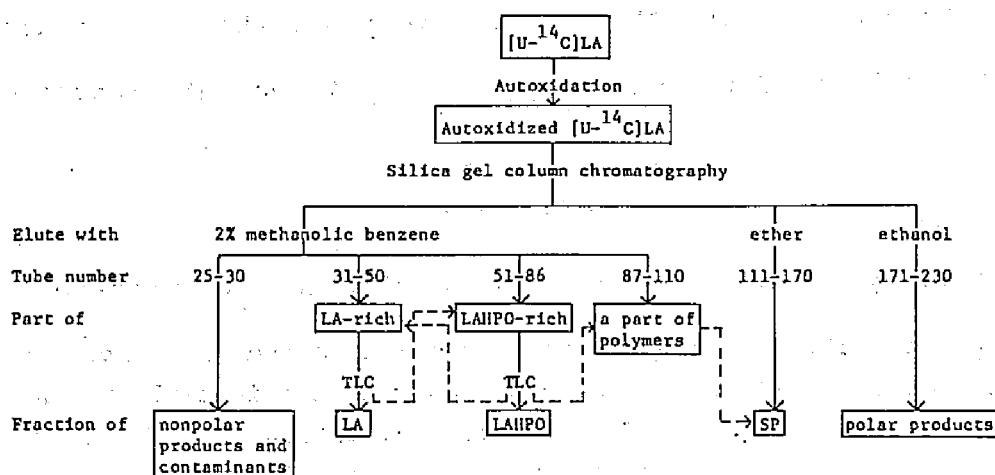 [U-14C]LA
Autoxidation
Autoxidized [U-14C]LA
Silica gel column chromatography
Elute with 2% methanolic benzene ether ethanol
Tube number 25-30 31-50 51-86 87-110 111-170 171-230
Part of LA-rich LAHPO-rich a part of
polymers
TLC TLC
Fraction of nonpolar LA LAHPO SP polar products
products and
contaminants